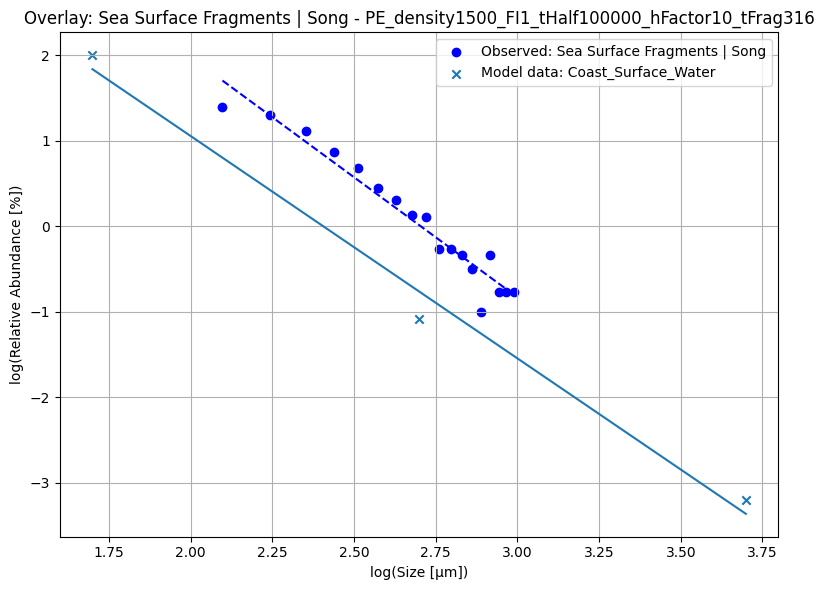 Overlay: Sea Surface Fragments | Song - PE_density1500_FI1_tHalf100000_hFactor10_tFrag316
Observed: Sea Surface Fragments | Song
Model data: Coast_Surface_Water
log(Relative Abundance [%])
2
1
0
−1
−2
−3
1.75 2.00 2.25 2.50 2.75 3.00 3.25 3.50 3.75
log(Size [µm])